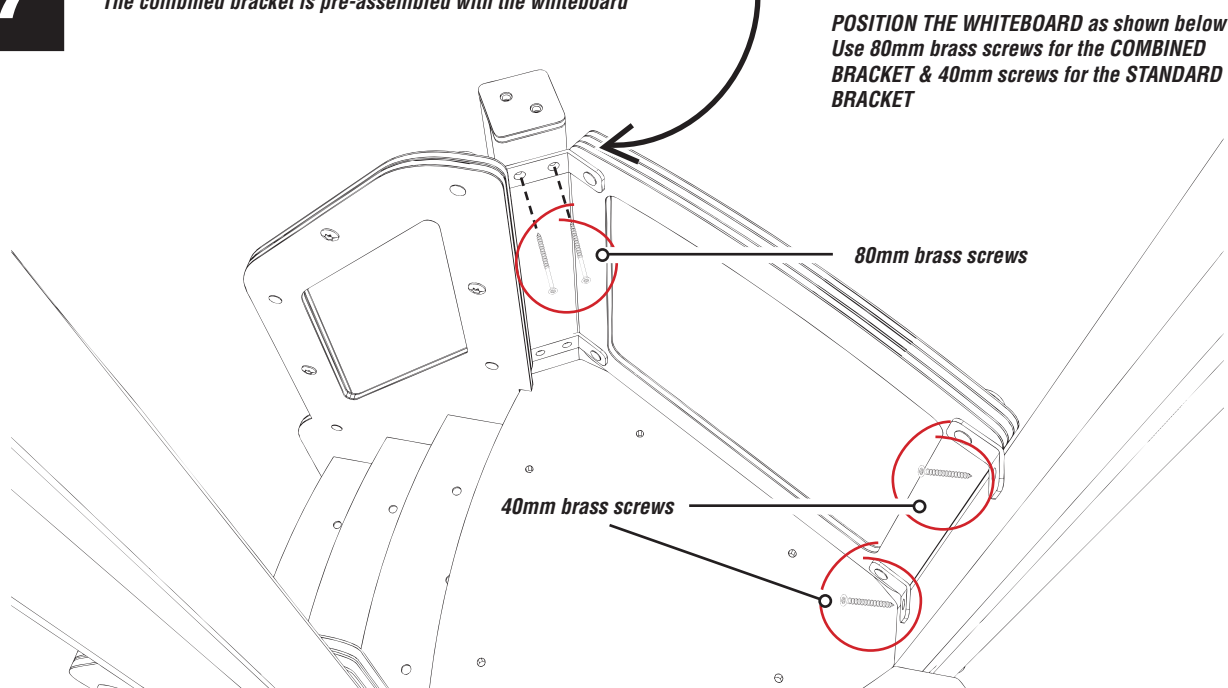 7
The combined bracket is pre-assembled with the whiteboard
POSITION THE WHITEBOARD as shown below
Use 80mm brass screws for the COMBINED
BRACKET & 40mm screws for the STANDARD
BRACKET
80mm brass screws
40mm brass screws